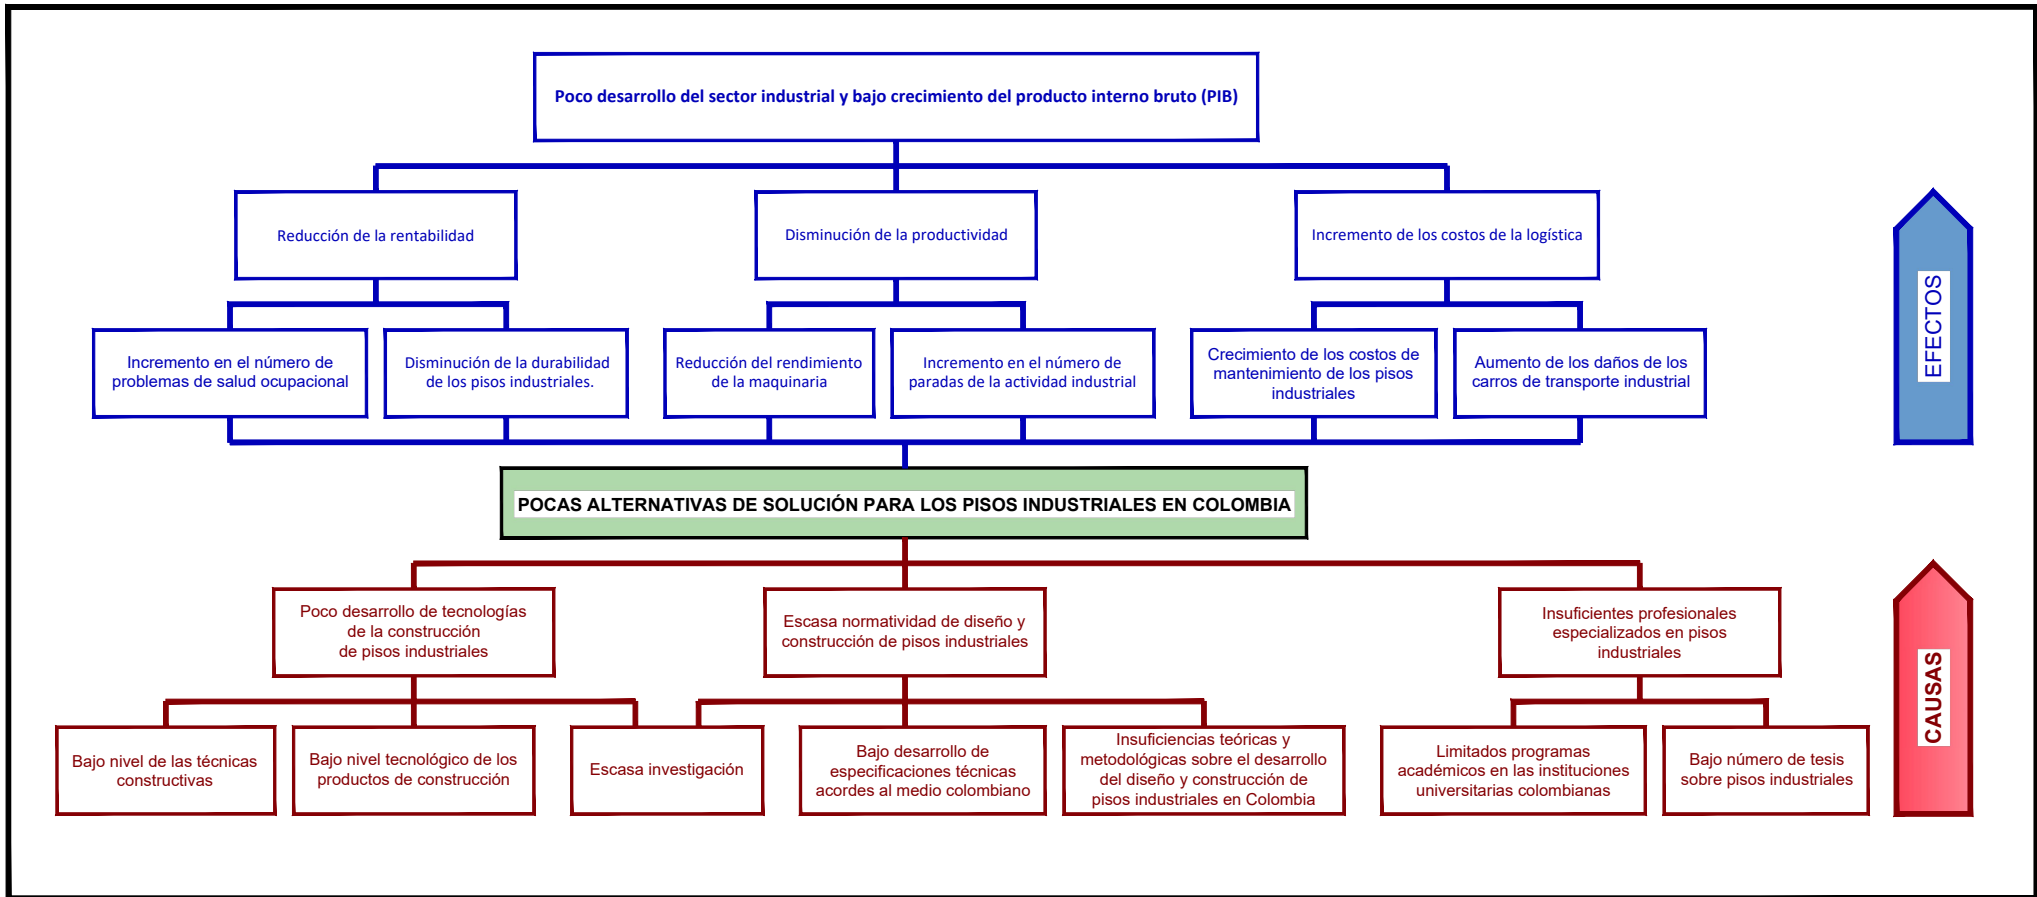 Poco desarrollo del sector industrial y bajo crecimiento del producto interno bruto (PIB)
Reducción de la rentabilidad
Disminución de la productividad
Incremento de los costos de la logística
Incremento en el número de
problemas de salud ocupacional
Disminución de la durabilidad
de los pisos industriales.
Reducción del rendimiento
de la maquinaria
Incremento en el número de
paradas de la actividad industrial
Crecimiento de los costos de
mantenimiento de los pisos
industriales
Aumento de los daños de los
carros de transporte industrial
EFECTOS
POCAS ALTERNATIVAS DE SOLUCIÓN PARA LOS PISOS INDUSTRIALES EN COLOMBIA
Poco desarrollo de tecnologías
de la construcción
de pisos industriales
Escasa normatividad de diseño y
construcción de pisos industriales
Insuficientes profesionales
especializados en pisos
industriales
Bajo nivel de las técnicas
constructivas
Bajo nivel tecnológico de los
productos de construcción
Escasa investigación
Bajo desarrollo de
especificaciones técnicas
acordes al medio colombiano
Insuficiencias teóricas y
metodológicas sobre el desarrollo
del diseño y construcción de
pisos industriales en Colombia
Limitados programas
académicos en las instituciones
universitarias colombianas
Bajo número de tesis
sobre pisos industriales
CAUSAS